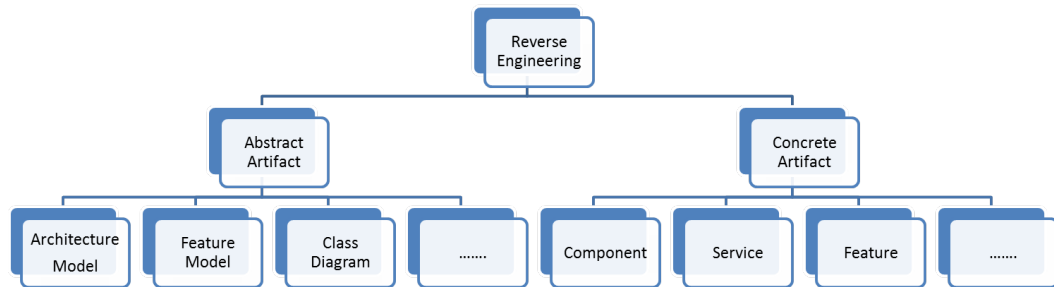 Reverse
Engineering
Abstract
Artifact
Concrete
Artifact
Architecture
Model
Feature
Model
Class
Diagram
.......
Component
Service
Feature
.......